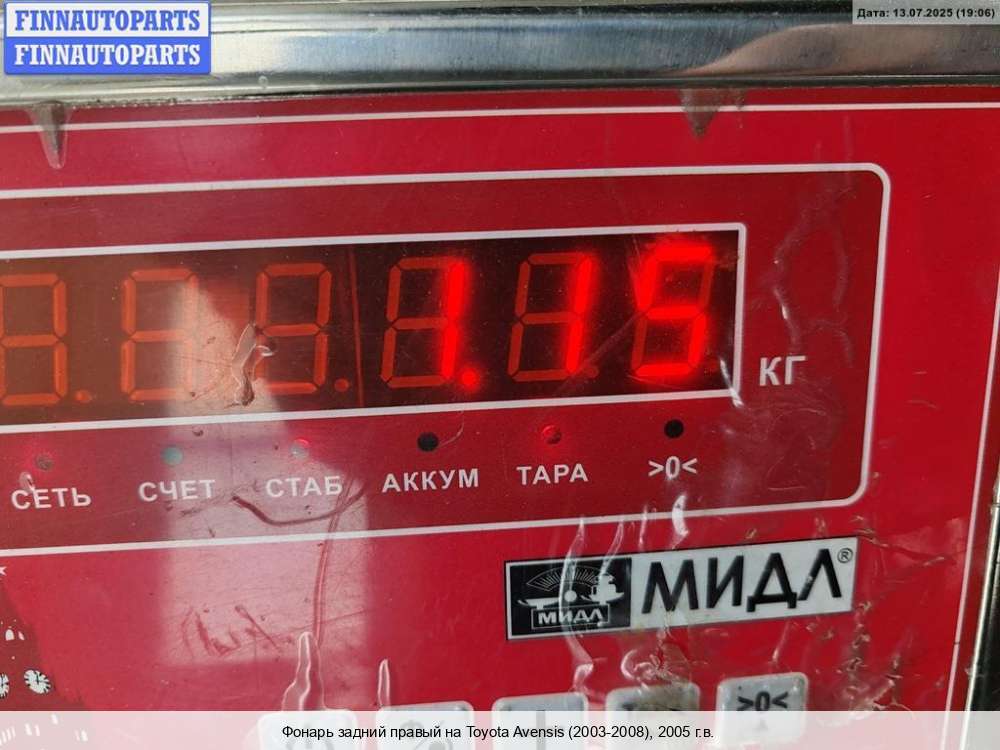 FINNAUTOPARTS
FINNAUTOPARTS
Дата: 13.07.2025 (19:06)
1.15
КГ
СЕТЬ
СЧЕТ
СТАБ
АККУМ
ТАРА
>0<
МИДЛ
МИДЛ®
>0<
Фонарь задний правый на Toyota Avensis (2003-2008), 2005 г.в.